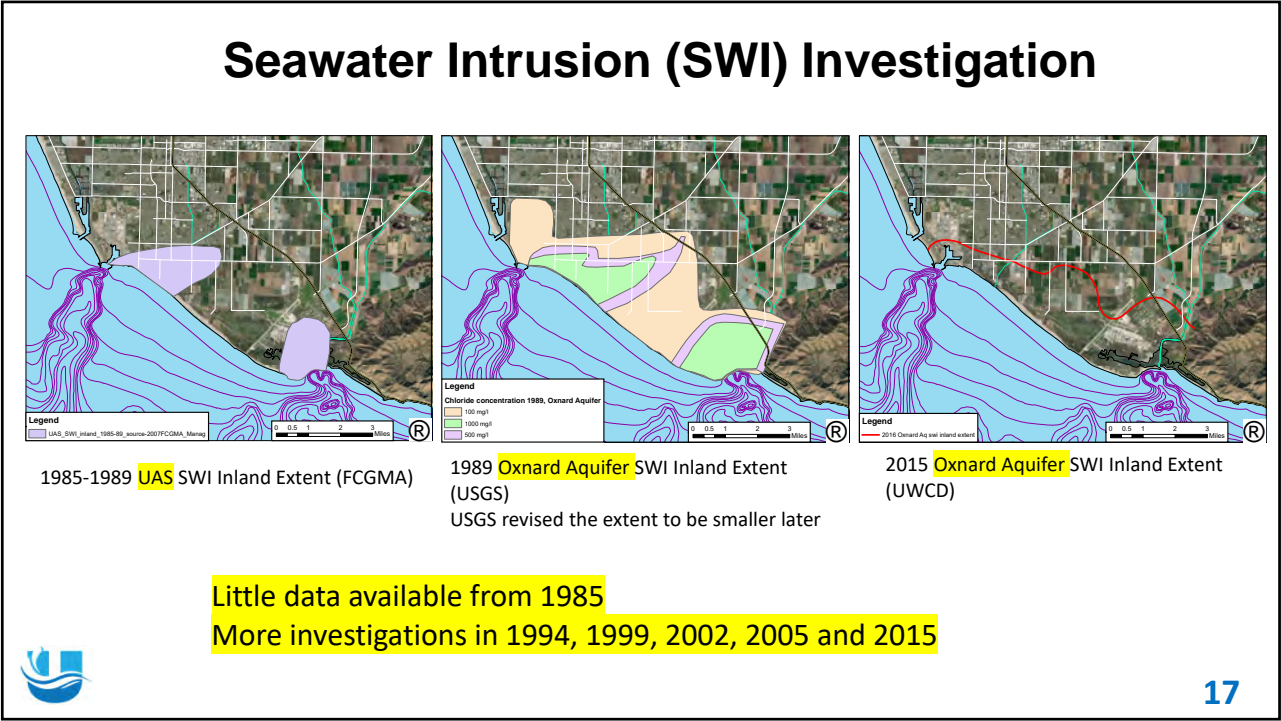 Seawater Intrusion (SWI) Investigation
Legend
UAS_SWI_inland_1985-89_source-2007FCGMA_Manag
0 0.5 1 2 3
Miles
®
Legend
Chloride concentration 1989, Oxnard Aquifer
100 mg/l
1000 mg/l
500 mg/l
0 0.5 1 2 3
Miles
®
Legend
2016 Oxnard Aq swi inland extent
0 0.5 1 2 3
Miles
®
1985-1989 UAS SWI Inland Extent (FCGMA)
1989 Oxnard Aquifer SWI Inland Extent
(USGS)
USGS revised the extent to be smaller later
2015 Oxnard Aquifer SWI Inland Extent
(UWCD)
Little data available from 1985
More investigations in 1994, 1999, 2002, 2005 and 2015
17